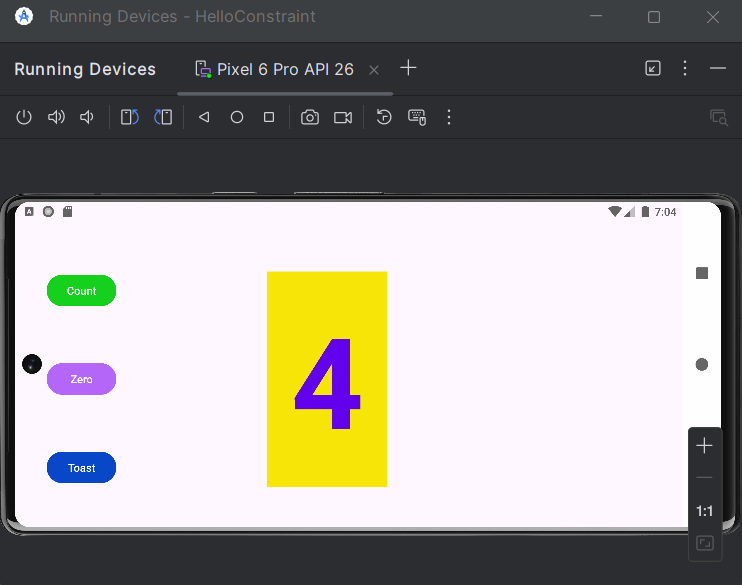 Running Devices - HelloConstraint
Running Devices
Pixel 6 Pro API 26
A
7:04
Count
4
Zero
Toast
1:1